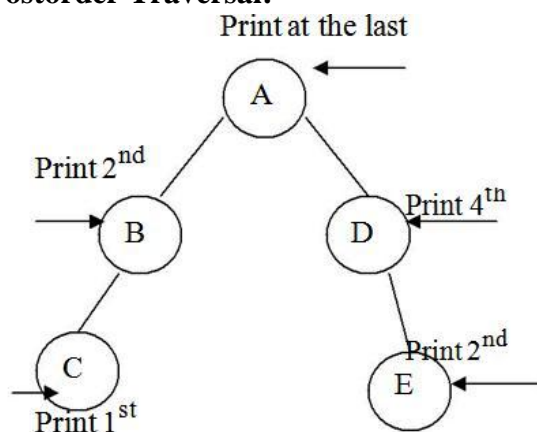 ostorder Traversal:
Print at the last
A
Print 2nd
Print 4th
B
D
Print 2nd
C
E
Print 1st